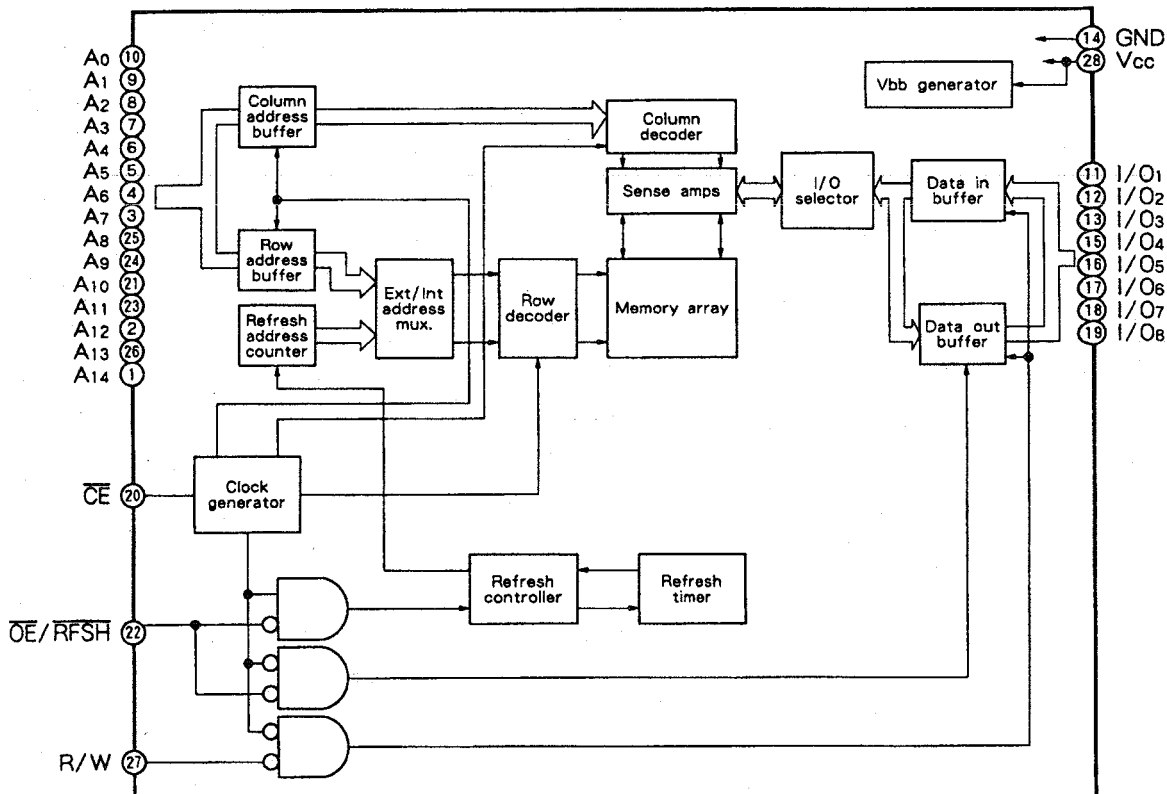 A0 10
A1 9
A2 8
A3 7
A4 6
A5 5
A6 4
A7 3
A8 25
A9 24
A10 21
A11 23
A12 2
A13 26
A14 1
CE 20
OE/RFSH 22
R/W 27
Column
address
buffer
Row
address
buffer
Refresh
address
counter
Ext/Int
address
mux.
Row
decoder
Column
decoder
Sense amps
Memory array
I/O
selector
Data in
buffer
Data out
buffer
Vbb generator
Clock
generator
Refresh
controller
Refresh
timer
14 GND
28 Vcc
11 I/O1
12 I/O2
13 I/O3
15 I/O4
16 I/O5
17 I/O6
18 I/O7
19 I/O8